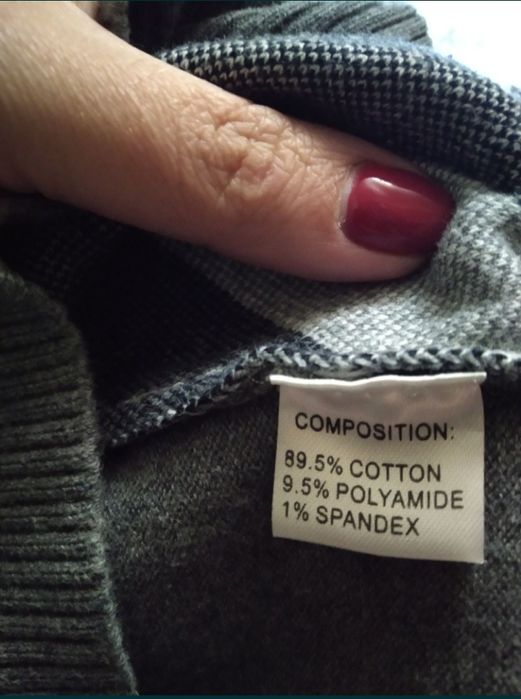 COMPOSITION:
89.5% COTTON
9.5% POLYAMIDE
1% SPANDEX